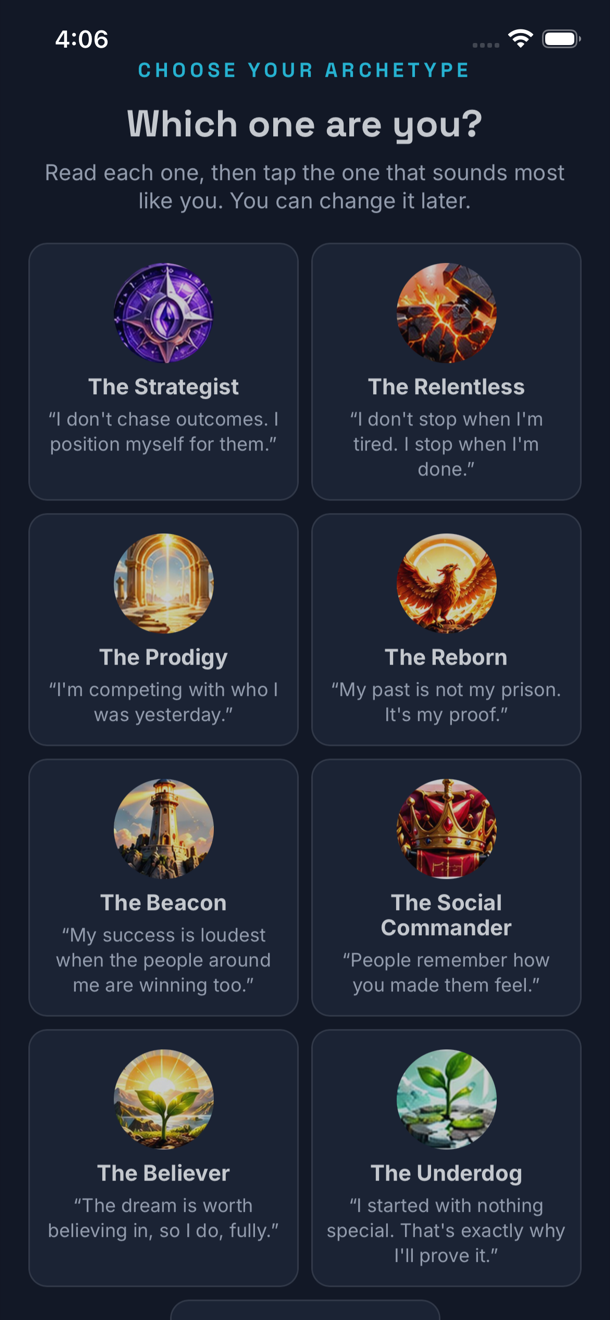 4:06
CHOOSE YOUR ARCHETYPE
Which one are you?
Read each one, then tap the one that sounds most
like you. You can change it later.
The Strategist
“I don't chase outcomes. I
position myself for them.”
The Relentless
“I don't stop when I'm
tired. I stop when I'm
done.”
The Prodigy
“I'm competing with who I
was yesterday.”
The Reborn
“My past is not my prison.
It's my proof.”
The Beacon
“My success is loudest
when the people around
me are winning too.”
The Social
Commander
“People remember how
you made them feel.”
The Believer
“The dream is worth
believing in, so I do, fully.”
The Underdog
“I started with nothing
special. That's exactly why
I'll prove it.”